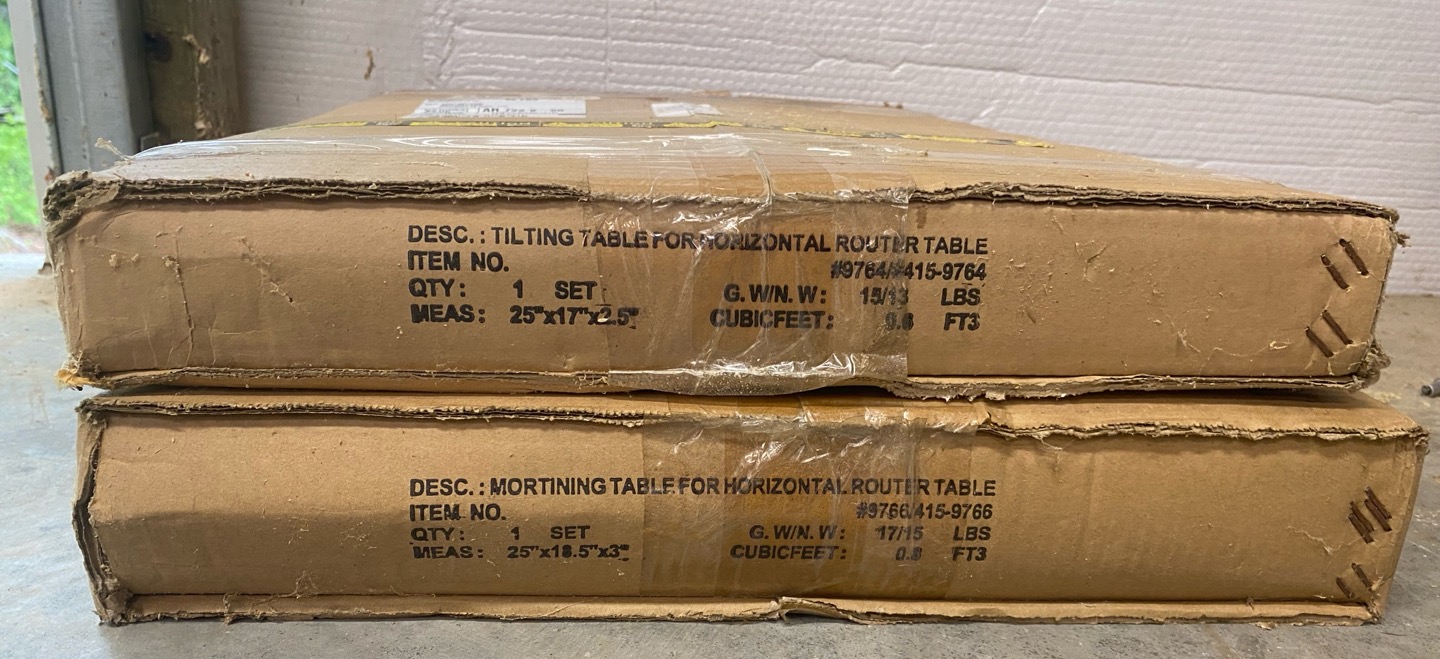 DESC. : TILTING TABLE FOR HORIZONTAL ROUTER TABLE
ITEM NO. #9764/#415-9764
QTY : 1 SET G. W/N. W : 15/13 LBS
MEAS : 25"x17"x2.5" CUBICFEET : 0.6 FT3
DESC. : MORTINING TABLE FOR HORIZONTAL ROUTER TABLE
ITEM NO. #9766/415-9766
QTY : 1 SET G. W/N. W : 17/15 LBS
MEAS : 25"x18.5"x3" CUBICFEET : 0.8 FT3